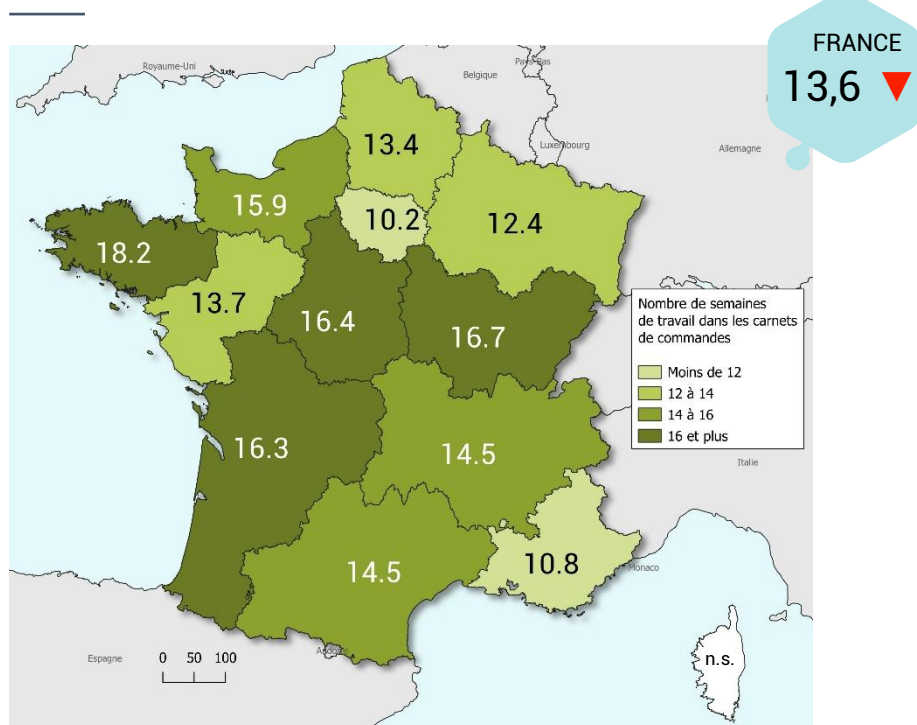 FRANCE
13,6
Royaume-Uni
Belgique
Pays-Bas
Luxembourg
Allemagne
13.4
15.9
10.2
12.4
18.2
13.7
16.4
16.7
Nombre de semaines
de travail dans les carnets
de commandes
Moins de 12
12 à 14
14 à 16
16 et plus
16.3
14.5
Italie
14.5
10.8
Monaco
Espagne
0 50 100
n.s.